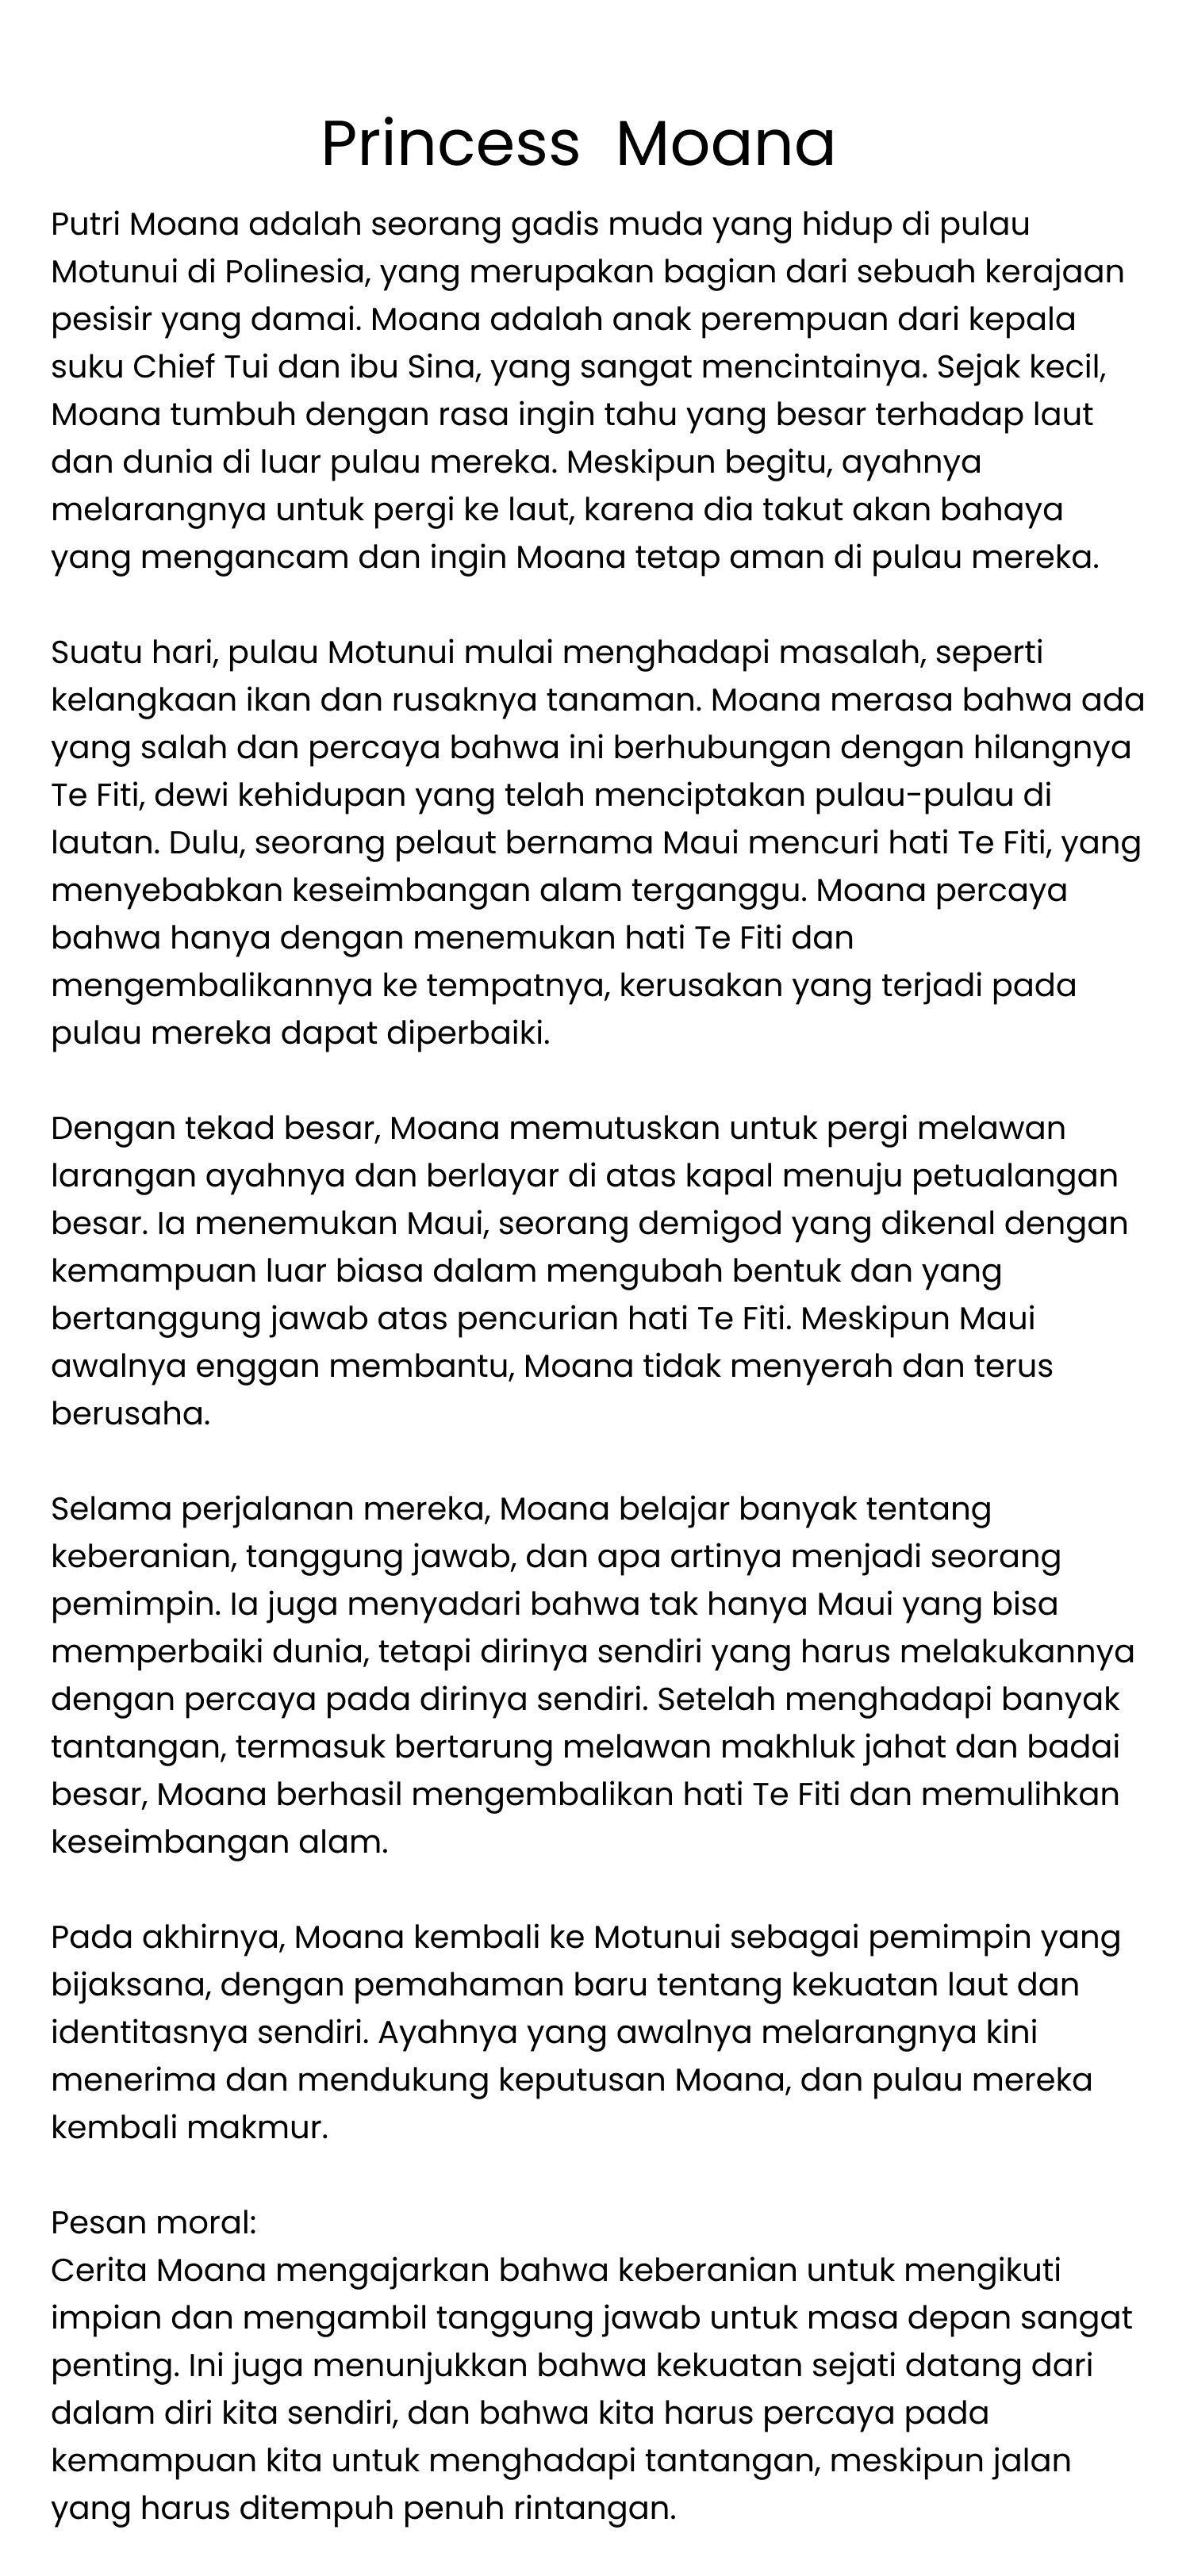 Princess Moana
Putri Moana adalah seorang gadis muda yang hidup di pulau
Motunui di Polinesia, yang merupakan bagian dari sebuah kerajaan
pesisir yang damai. Moana adalah anak perempuan dari kepala
suku Chief Tui dan ibu Sina, yang sangat mencintainya. Sejak kecil,
Moana tumbuh dengan rasa ingin tahu yang besar terhadap laut
dan dunia di luar pulau mereka. Meskipun begitu, ayahnya
melarangnya untuk pergi ke laut, karena dia takut akan bahaya
yang mengancam dan ingin Moana tetap aman di pulau mereka.
Suatu hari, pulau Motunui mulai menghadapi masalah, seperti
kelangkaan ikan dan rusaknya tanaman. Moana merasa bahwa ada
yang salah dan percaya bahwa ini berhubungan dengan hilangnya
Te Fiti, dewi kehidupan yang telah menciptakan pulau-pulau di
lautan. Dulu, seorang pelaut bernama Maui mencuri hati Te Fiti, yang
menyebabkan keseimbangan alam terganggu. Moana percaya
bahwa hanya dengan menemukan hati Te Fiti dan
mengembalikannya ke tempatnya, kerusakan yang terjadi pada
pulau mereka dapat diperbaiki.
Dengan tekad besar, Moana memutuskan untuk pergi melawan
larangan ayahnya dan berlayar di atas kapal menuju petualangan
besar. Ia menemukan Maui, seorang demigod yang dikenal dengan
kemampuan luar biasa dalam mengubah bentuk dan yang
bertanggung jawab atas pencurian hati Te Fiti. Meskipun Maui
awalnya enggan membantu, Moana tidak menyerah dan terus
berusaha.
Selama perjalanan mereka, Moana belajar banyak tentang
keberanian, tanggung jawab, dan apa artinya menjadi seorang
pemimpin. Ia juga menyadari bahwa tak hanya Maui yang bisa
memperbaiki dunia, tetapi dirinya sendiri yang harus melakukannya
dengan percaya pada dirinya sendiri. Setelah menghadapi banyak
tantangan, termasuk bertarung melawan makhluk jahat dan badai
besar, Moana berhasil mengembalikan hati Te Fiti dan memulihkan
keseimbangan alam.
Pada akhirnya, Moana kembali ke Motunui sebagai pemimpin yang
bijaksana, dengan pemahaman baru tentang kekuatan laut dan
identitasnya sendiri. Ayahnya yang awalnya melarangnya kini
menerima dan mendukung keputusan Moana, dan pulau mereka
kembali makmur.
Pesan moral:
Cerita Moana mengajarkan bahwa keberanian untuk mengikuti
impian dan mengambil tanggung jawab untuk masa depan sangat
penting. Ini juga menunjukkan bahwa kekuatan sejati datang dari
dalam diri kita sendiri, dan bahwa kita harus percaya pada
kemampuan kita untuk menghadapi tantangan, meskipun jalan
yang harus ditempuh penuh rintangan.